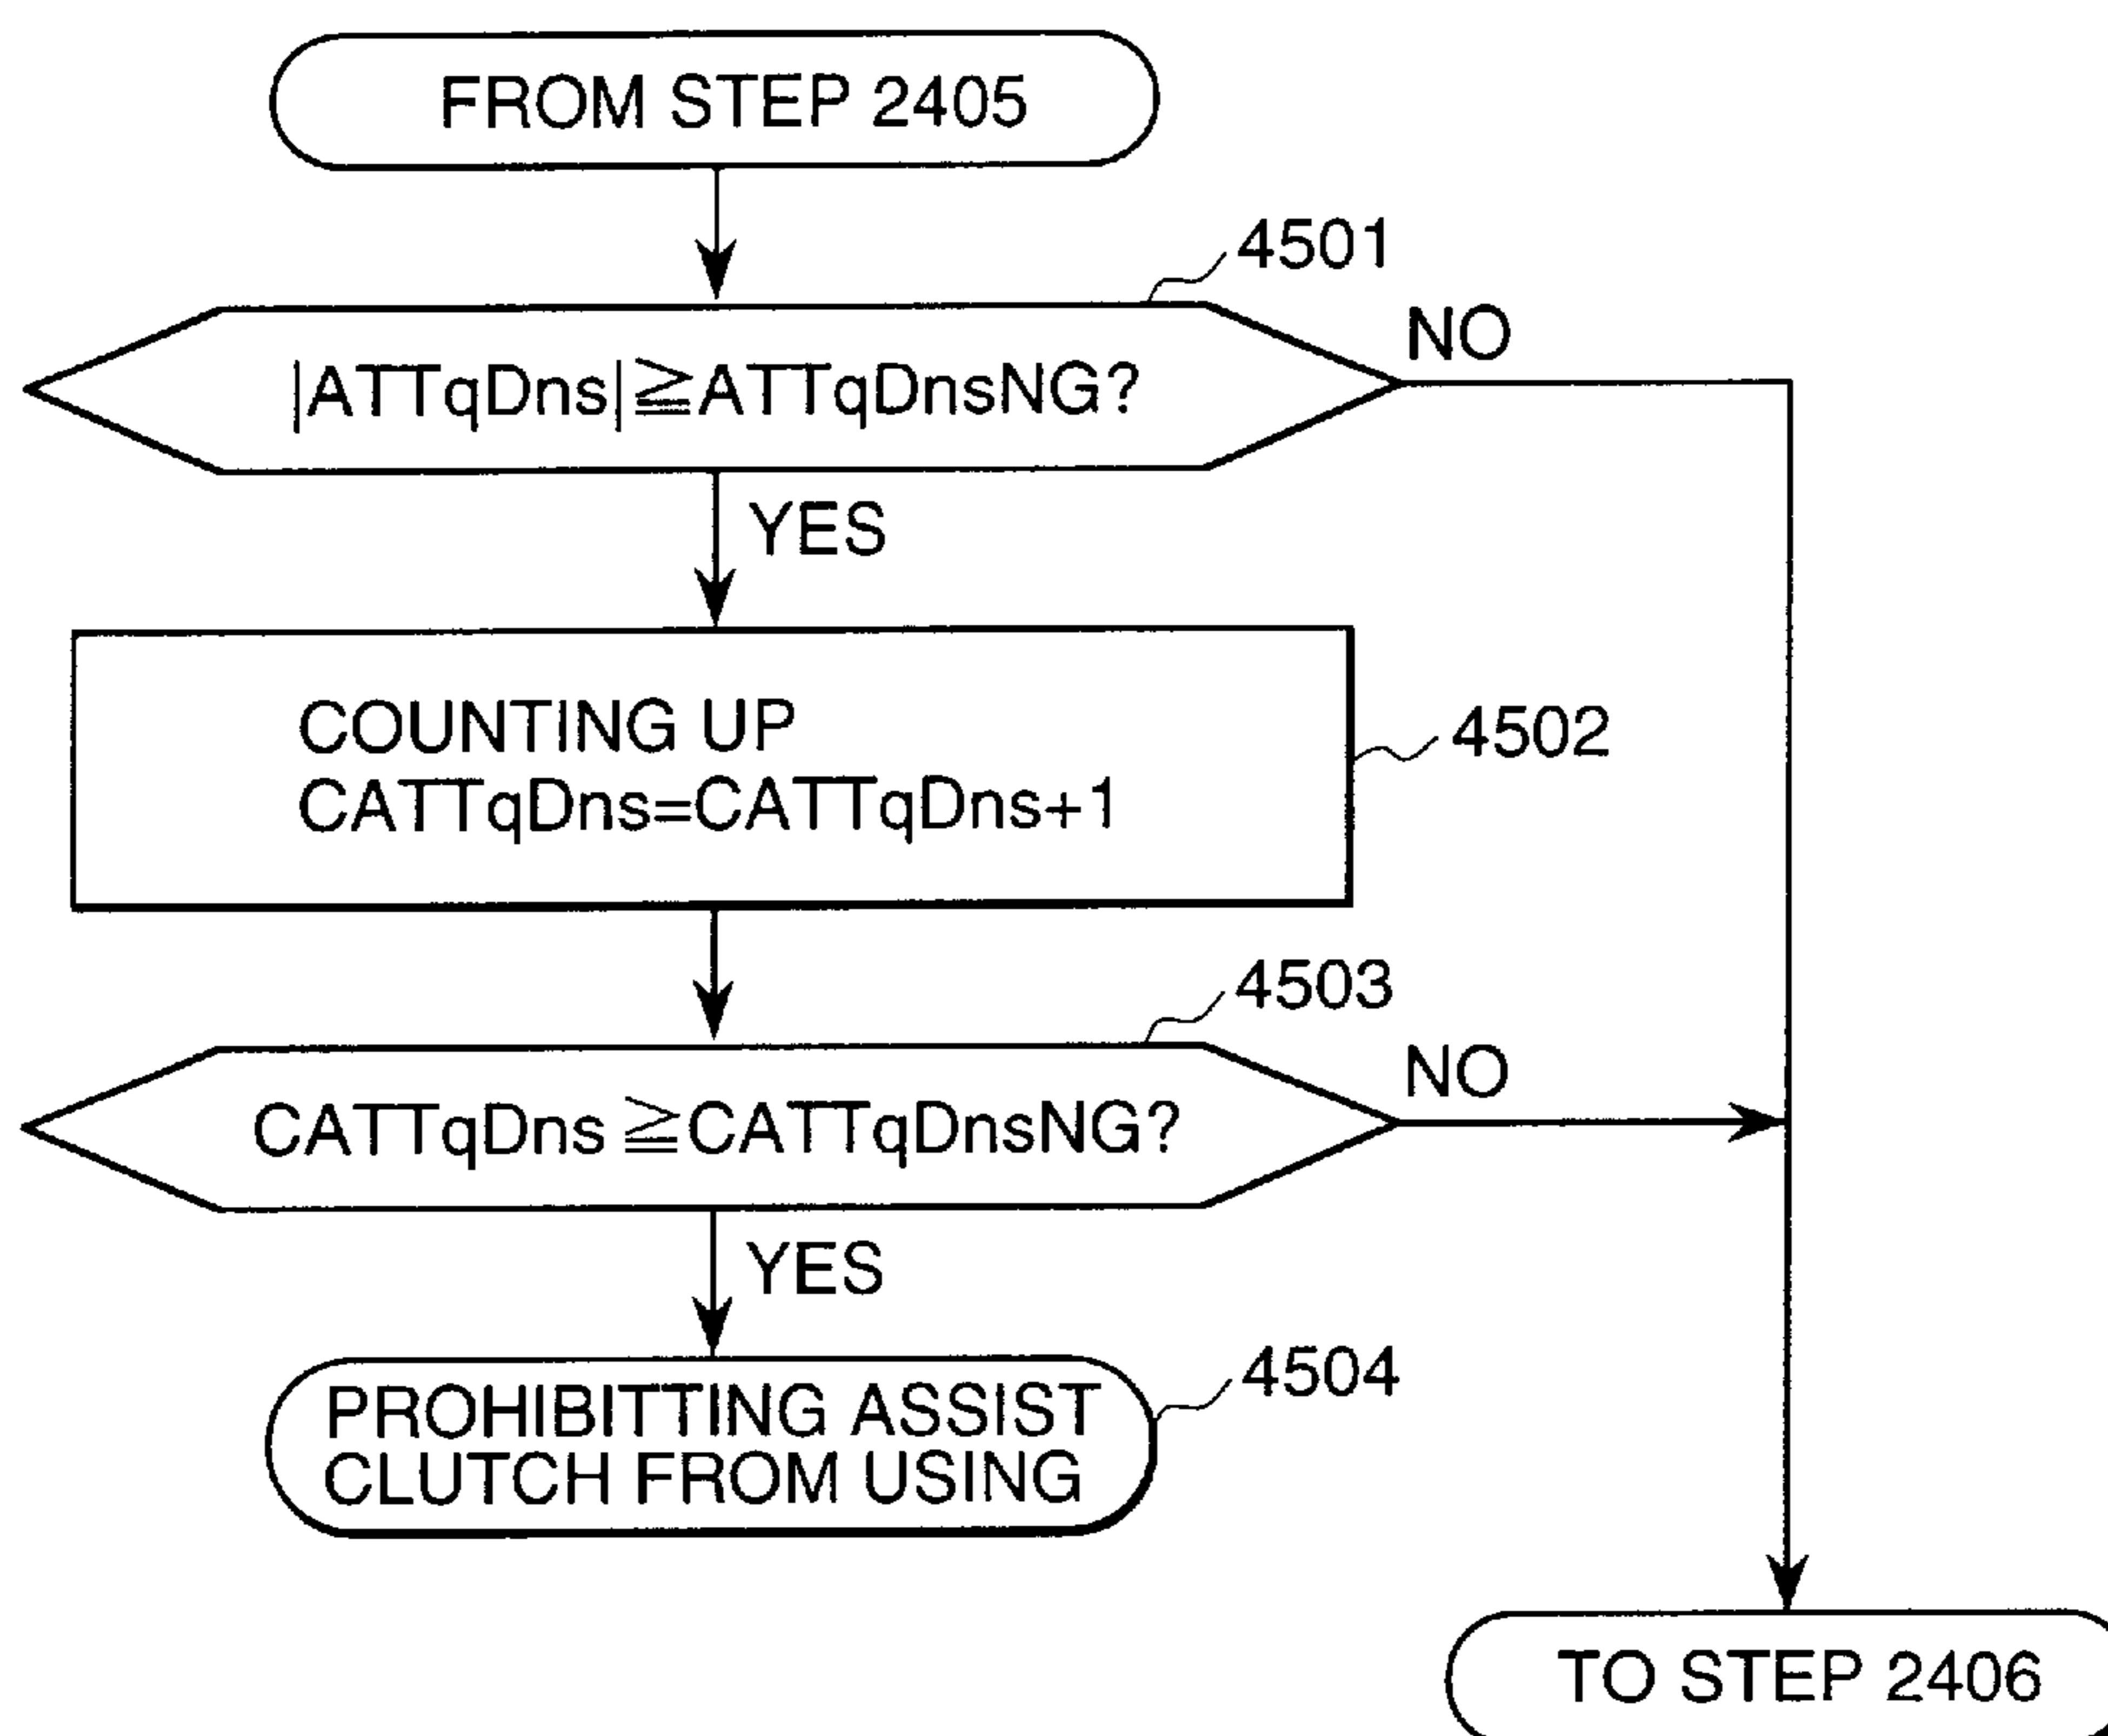 FROM STEP 2405
4501
|ATTqDns|≧ATTqDnsNG?
NO
YES
COUNTING UP
CATTqDns=CATTqDns+1
4502
4503
CATTqDns ≧CATTqDnsNG?
NO
YES
4504
PROHIBITTING ASSIST
CLUTCH FROM USING
TO STEP 2406